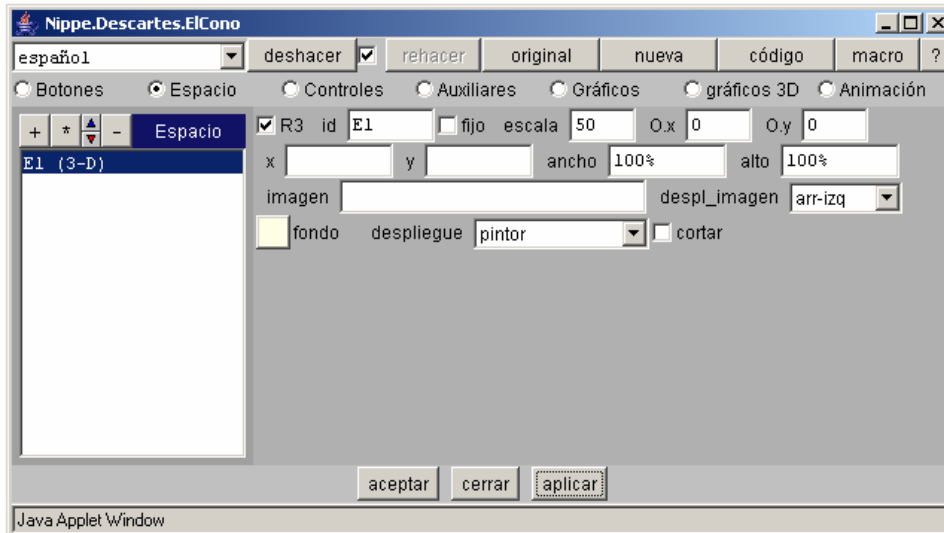 Nippe.Descartes.ElCono
español deshacer rehacer original nueva código macro ?
Botones Espacio Controles Auxiliares Gráficos gráficos 3D Animación
+ * - Espacio R3 id E1 fijo escala 50 O.x 0 O.y 0
E1 (3-D) x y ancho 100% alto 100%
imagen despl_imagen arr-izq
fondo despliegue pintor cortar
aceptar cerrar aplicar
Java Applet Window